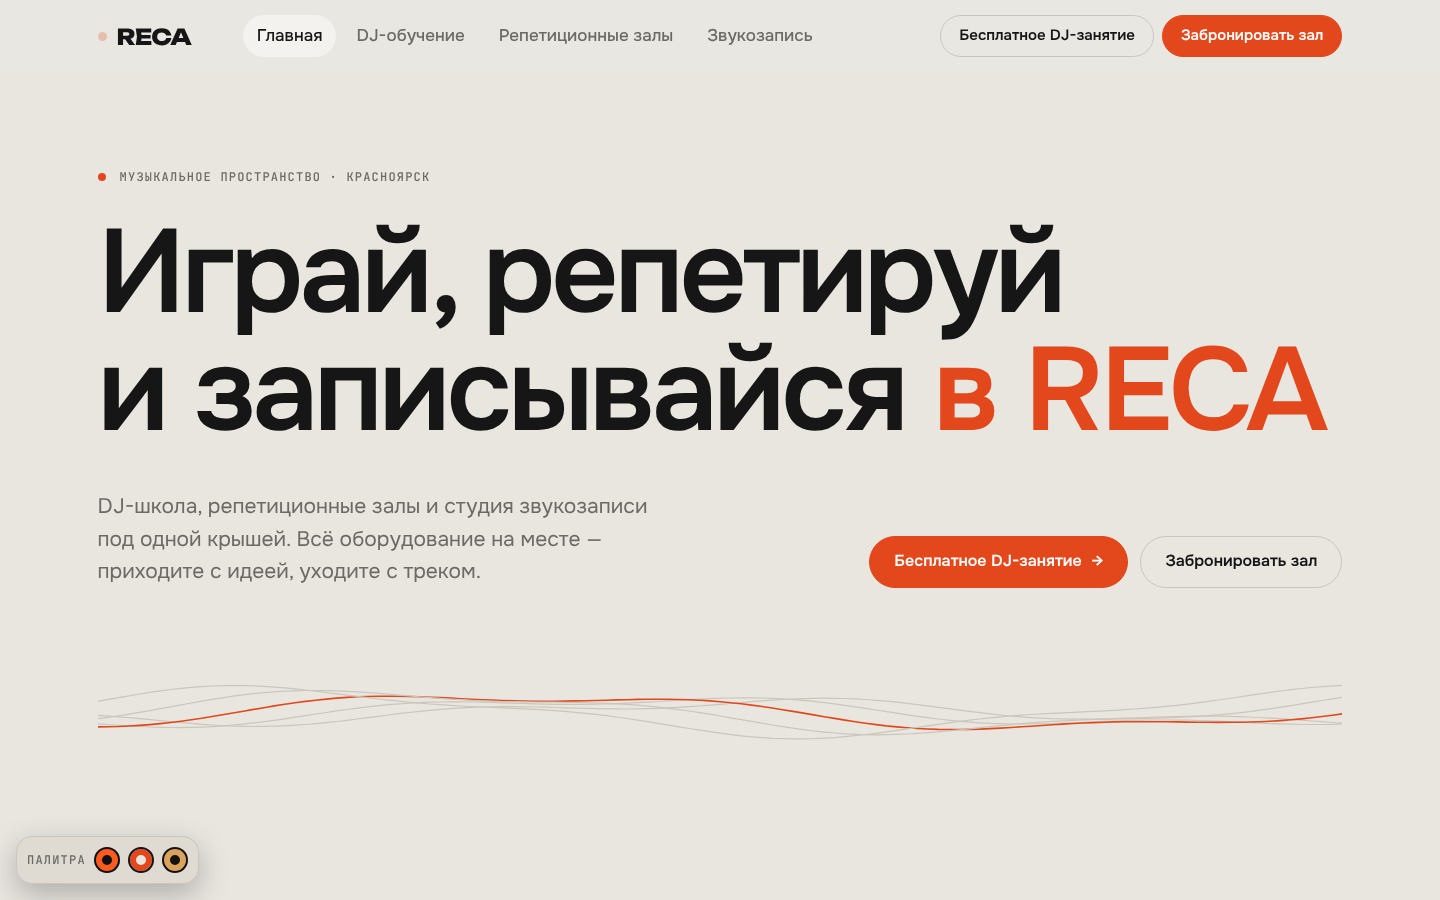 RECA
Главная
DJ-обучение
Репетиционные залы
Звукозапись
Бесплатное DJ-занятие
Забронировать зал
МУЗЫКАЛЬНОЕ ПРОСТРАНСТВО · КРАСНОЯРСК
Играй, репетируй
и записывайся в RECA
DJ-школа, репетиционные залы и студия звукозаписи
под одной крышей. Всё оборудование на месте —
приходите с идеей, уходите с треком.
Бесплатное DJ-занятие →
Забронировать зал
ПАЛИТРА